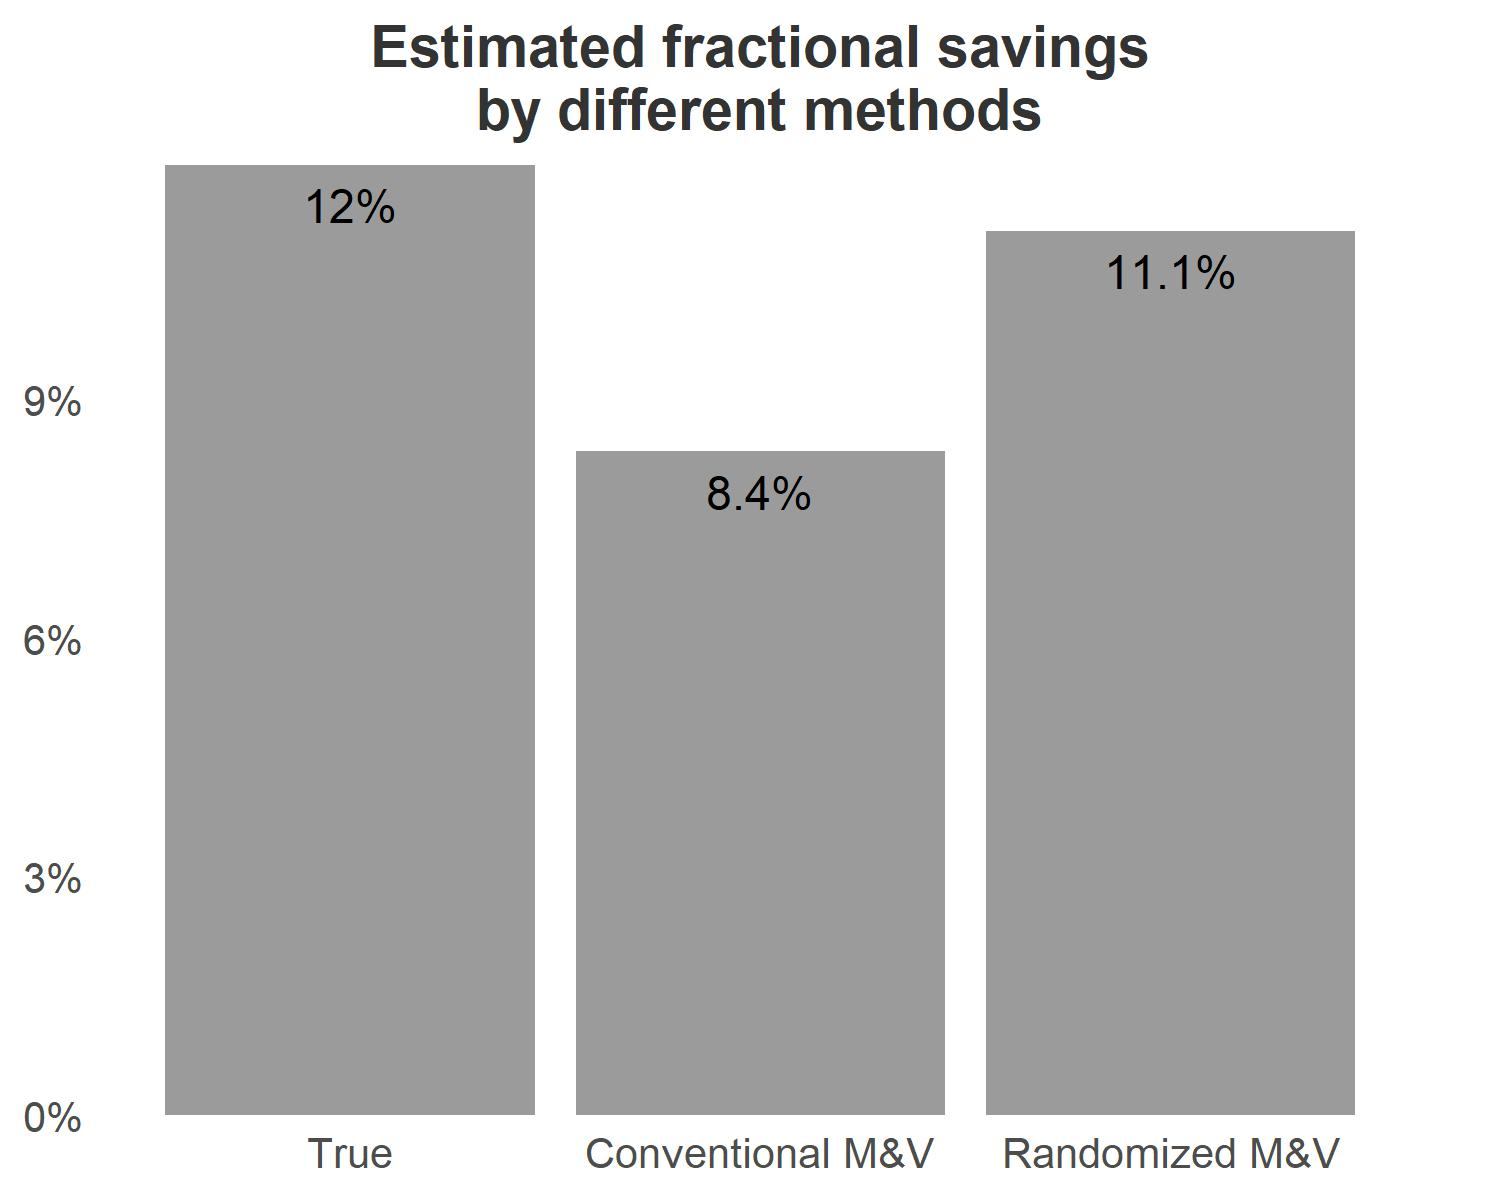 Estimated fractional savings
by different methods
12%
11.1%
9%
8.4%
6%
3%
0%
True
Conventional M&V
Randomized M&V